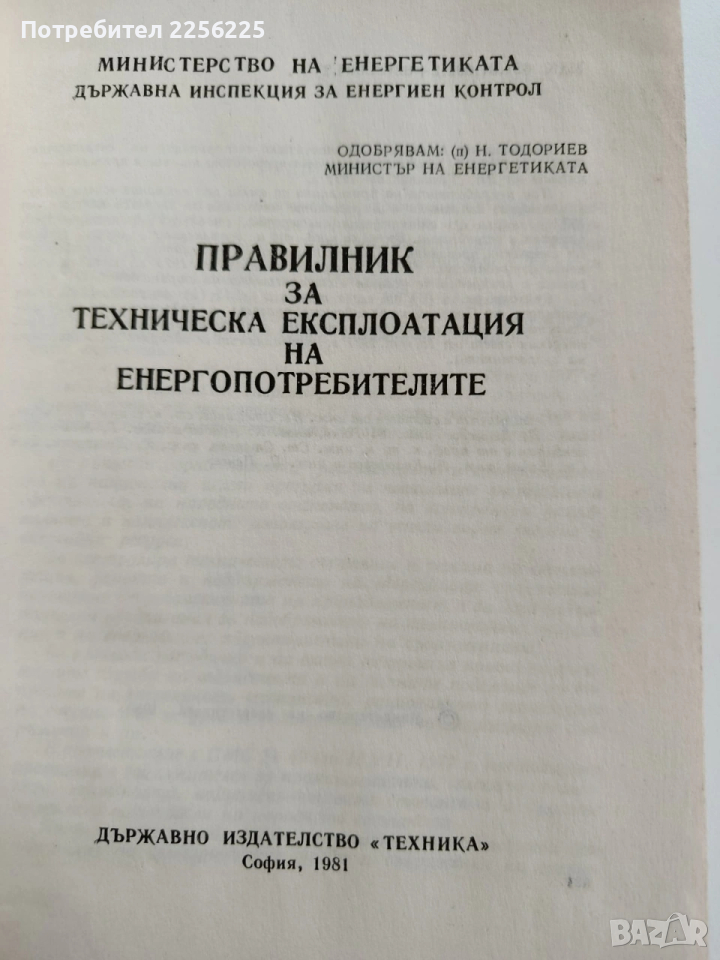 Потребител 2256225
МИНИСТЕРСТВО НА ЕНЕРГЕТИКАТА
ДЪРЖАВНА ИНСПЕКЦИЯ ЗА ЕНЕРГИЕН КОНТРОЛ
ОДОБРЯВАМ: (п) Н. ТОДОРИЕВ
МИНИСТЪР НА ЕНЕРГЕТИКАТА
ПРАВИЛНИК
ЗА
ТЕХНИЧЕСКА ЕКСПЛОАТАЦИЯ
НА
ЕНЕРГОПОТРЕБИТЕЛИТЕ
ДЪРЖАВНО ИЗДАТЕЛСТВО «ТЕХНИКА»
София, 1981
BAZAR